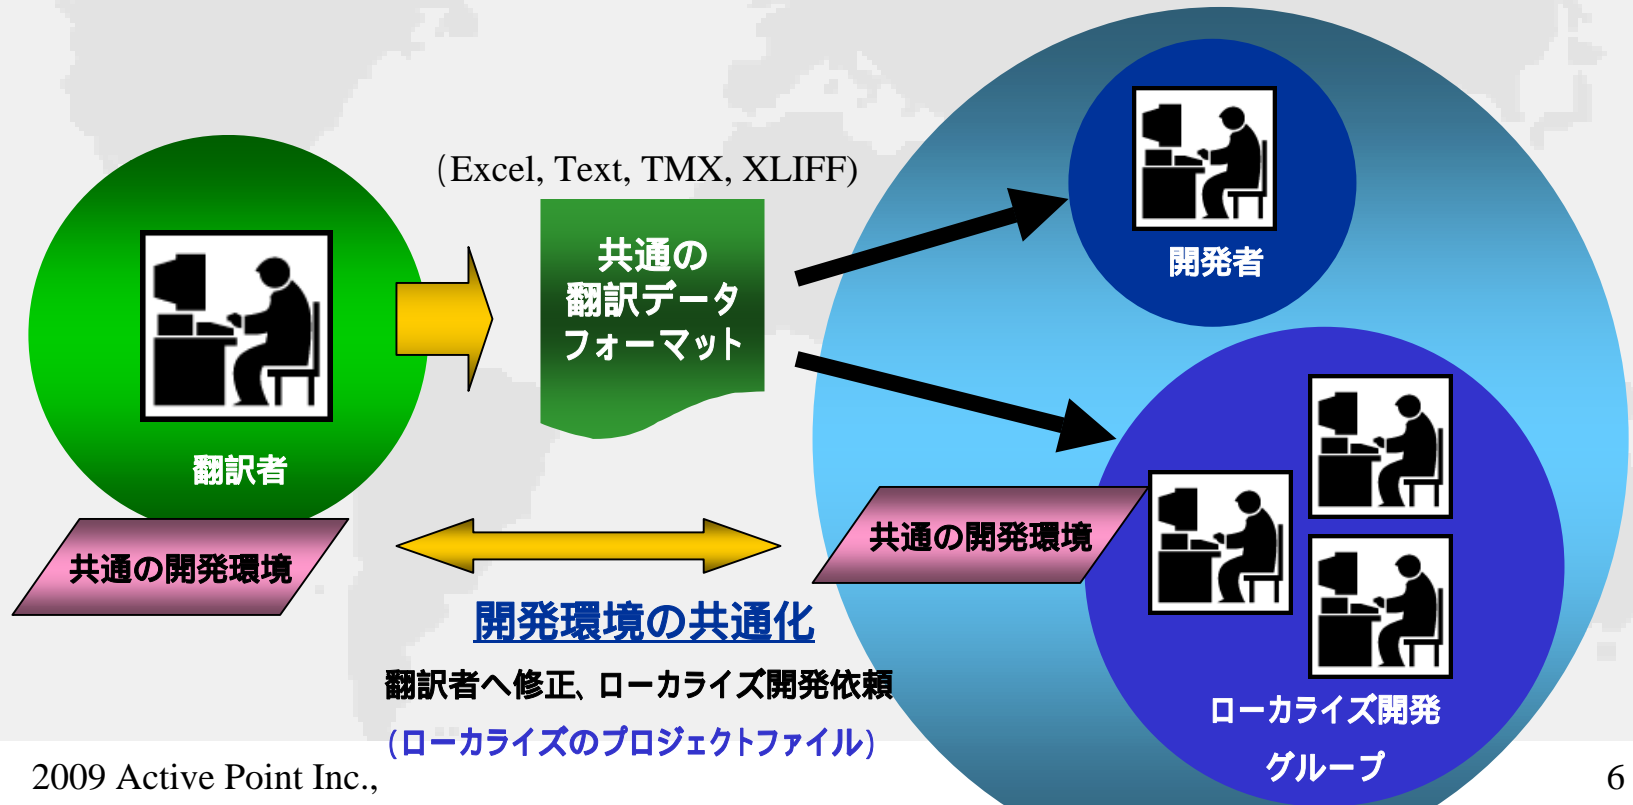 (Excel, Text, TMX, XLIFF)
共通の
翻訳データ
フォーマット
開発者
翻訳者
共通の開発環境
共通の開発環境
開発環境の共通化
翻訳者へ修正、ローカライズ開発依頼
(ローカライズのプロジェクトファイル)
ローカライズ開発
グループ
2009 Active Point Inc.,
6